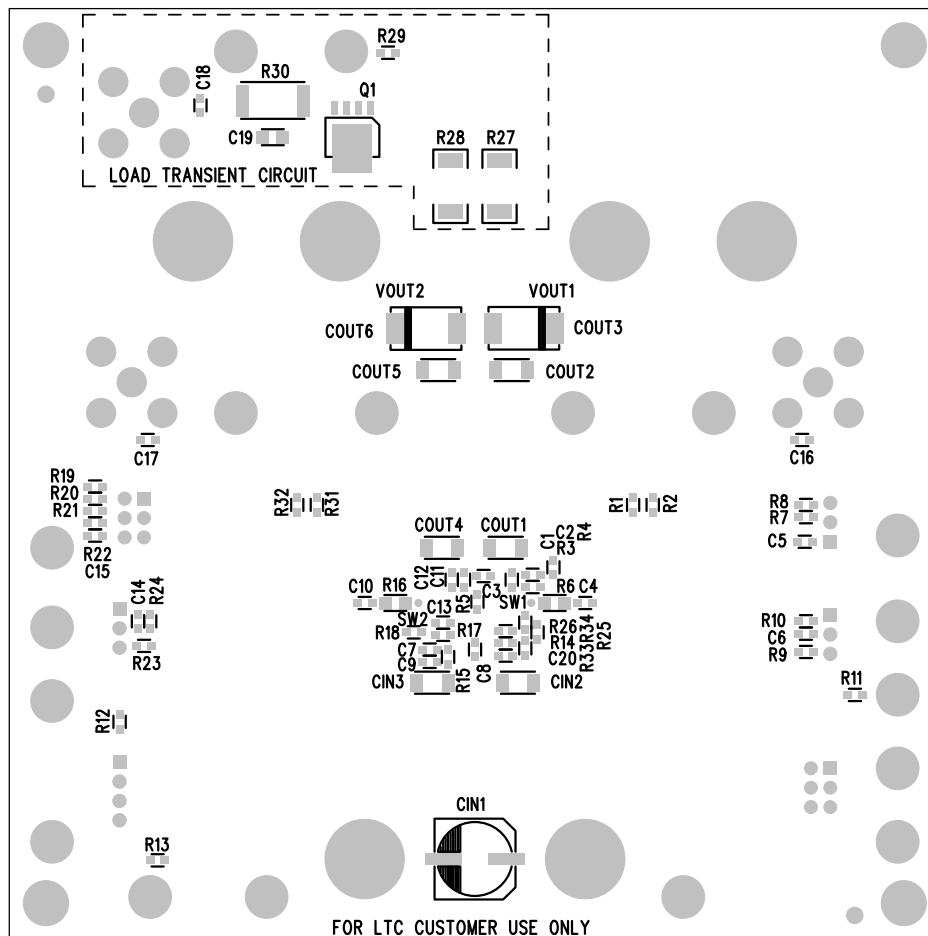 R29
C18
R30
Q1
C19
R28
R27
LOAD TRANSIENT CIRCUIT
VOUT2
VOUT1
COUT6
COUT3
COUT5
COUT2
C17
C16
R19
R20
R21
R22
C15
R32
R31
R1
R2
R8
R7
C5
COUT4
COUT1
C1
C2
R3
R4
C12
C11
C3
C10
R16
R5
SW1
R6
C4
C14
R24
R23
SW2
C13
R18
R17
R26
R14
C20
R34
R33
R25
C7
C9
R15
C8
CIN3
CIN2
R10
C6
R9
R11
R12
CIN1
R13
FOR LTC CUSTOMER USE ONLY